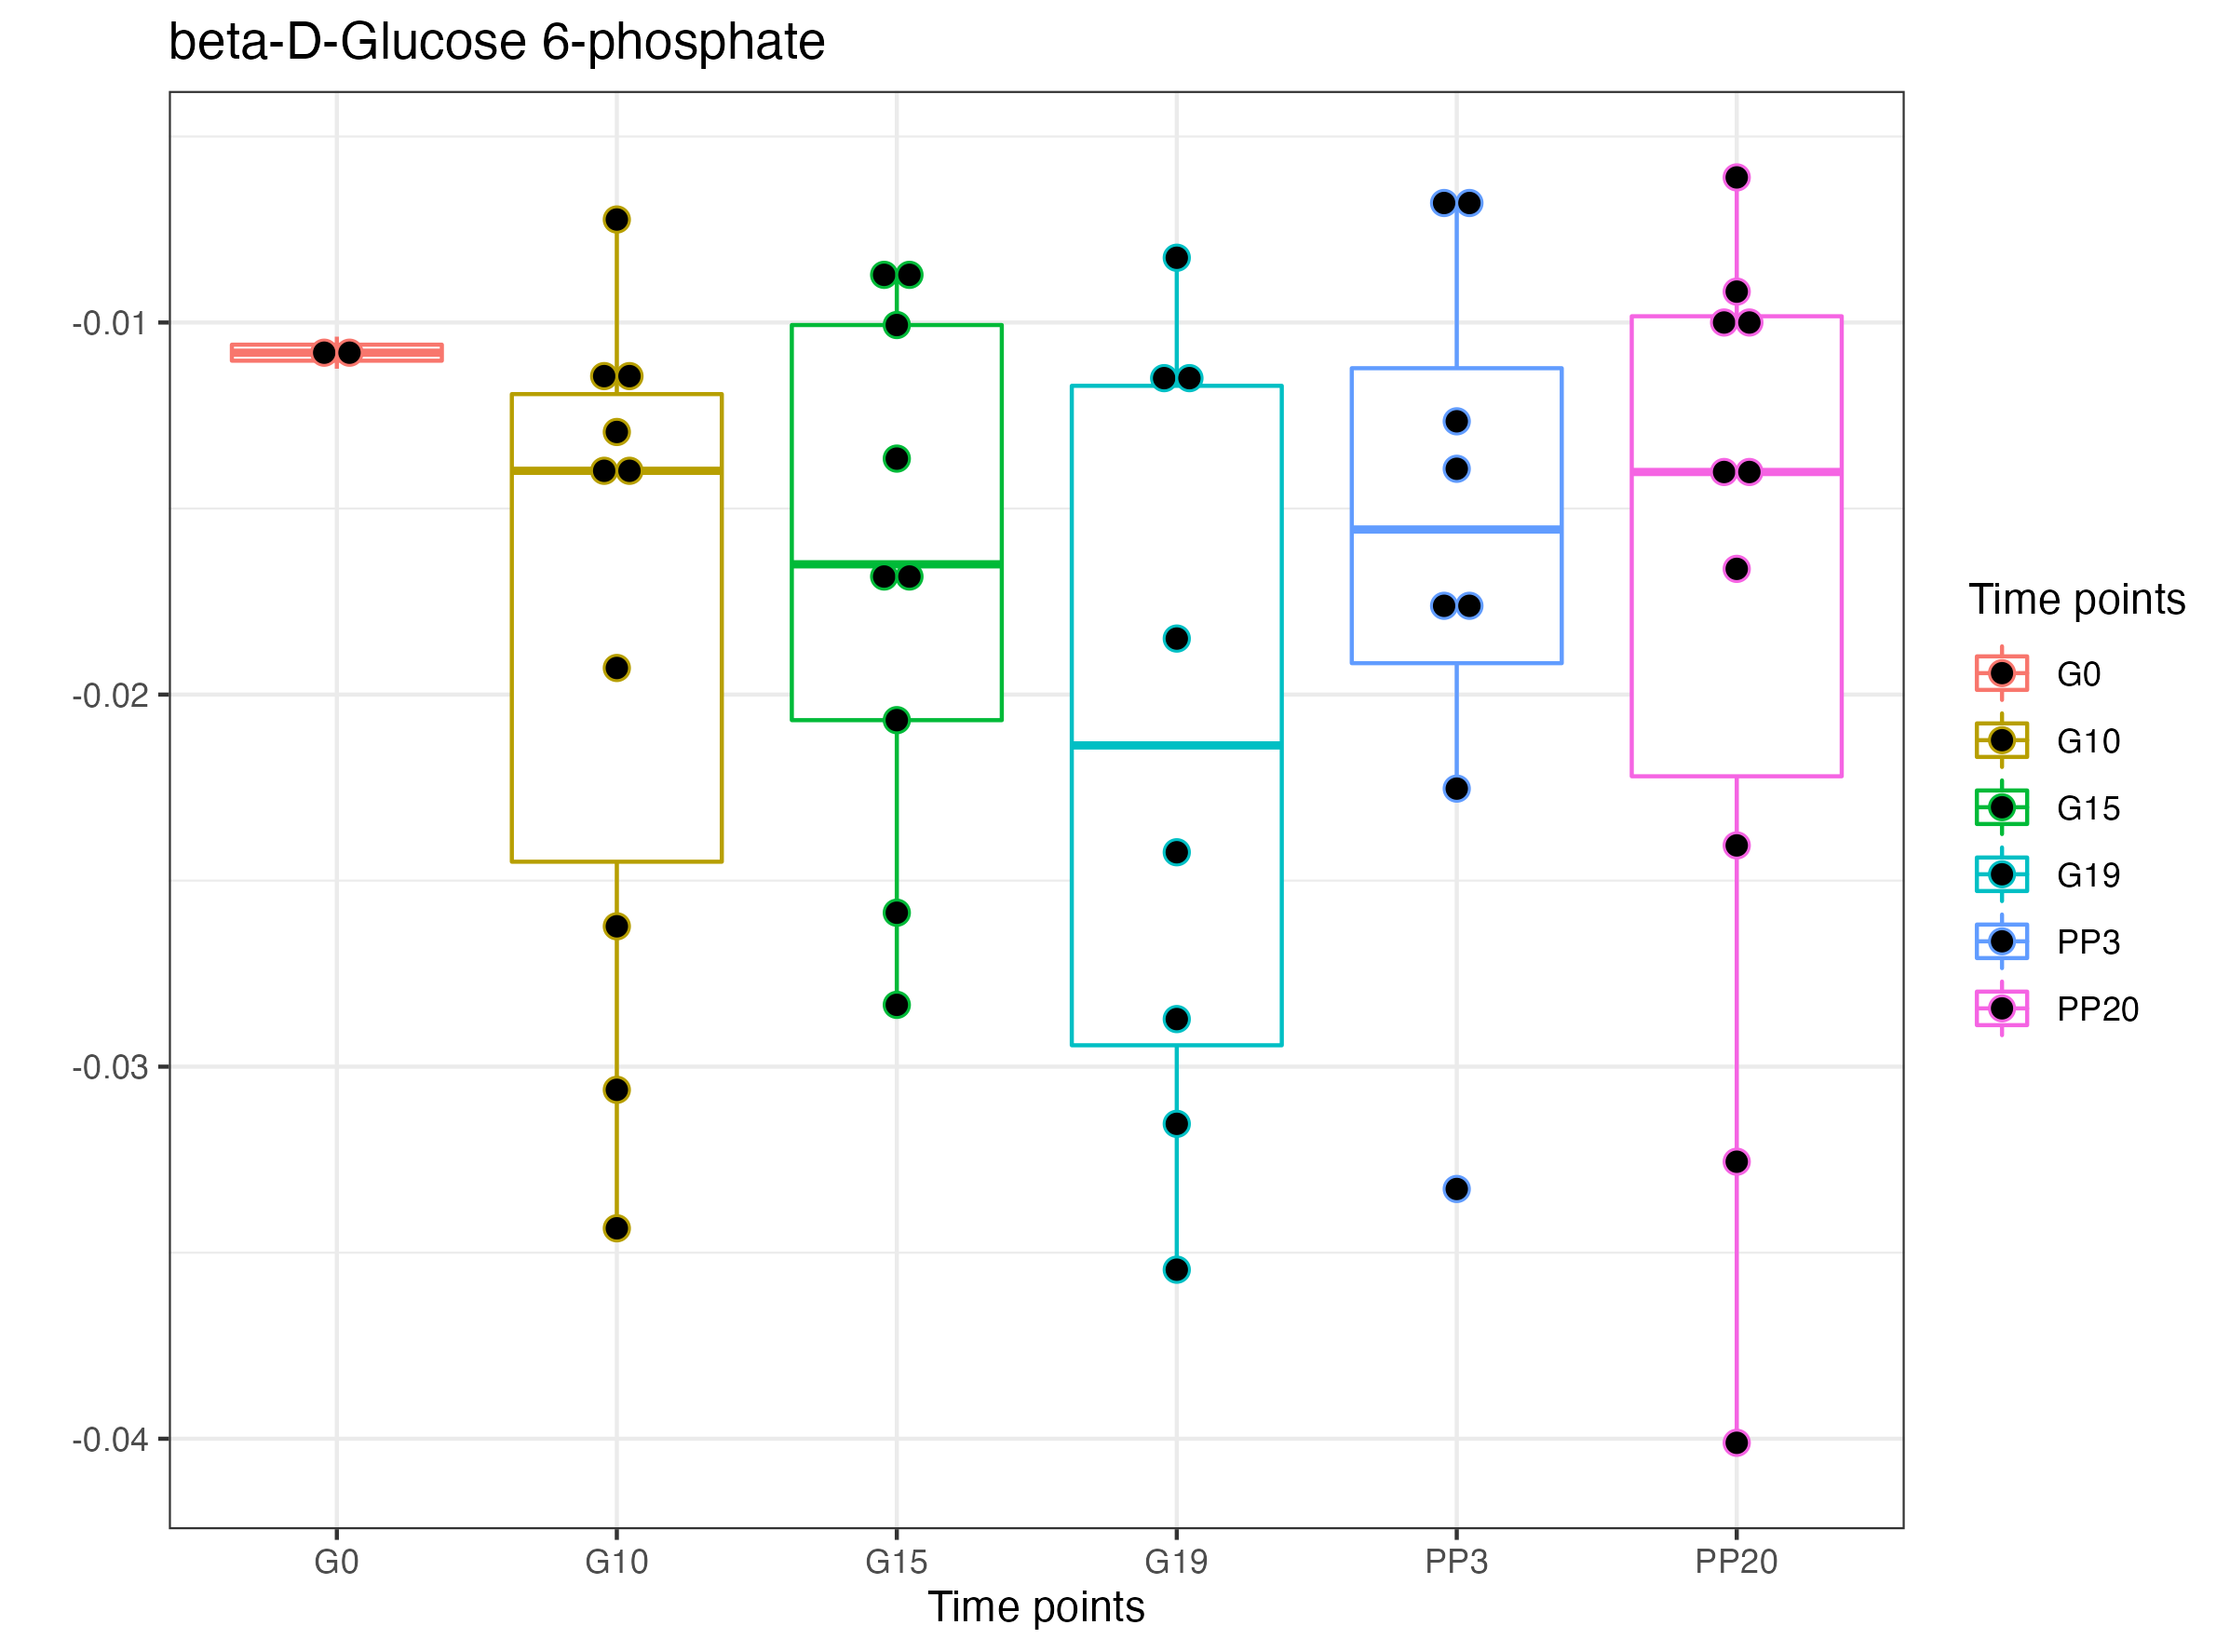 beta-D-Glucose 6-phosphate
-0.01
-0.02
-0.03
-0.04
G0 G10 G15 G19 PP3 PP20
Time points
Time points
G0
G10
G15
G19
PP3
PP20